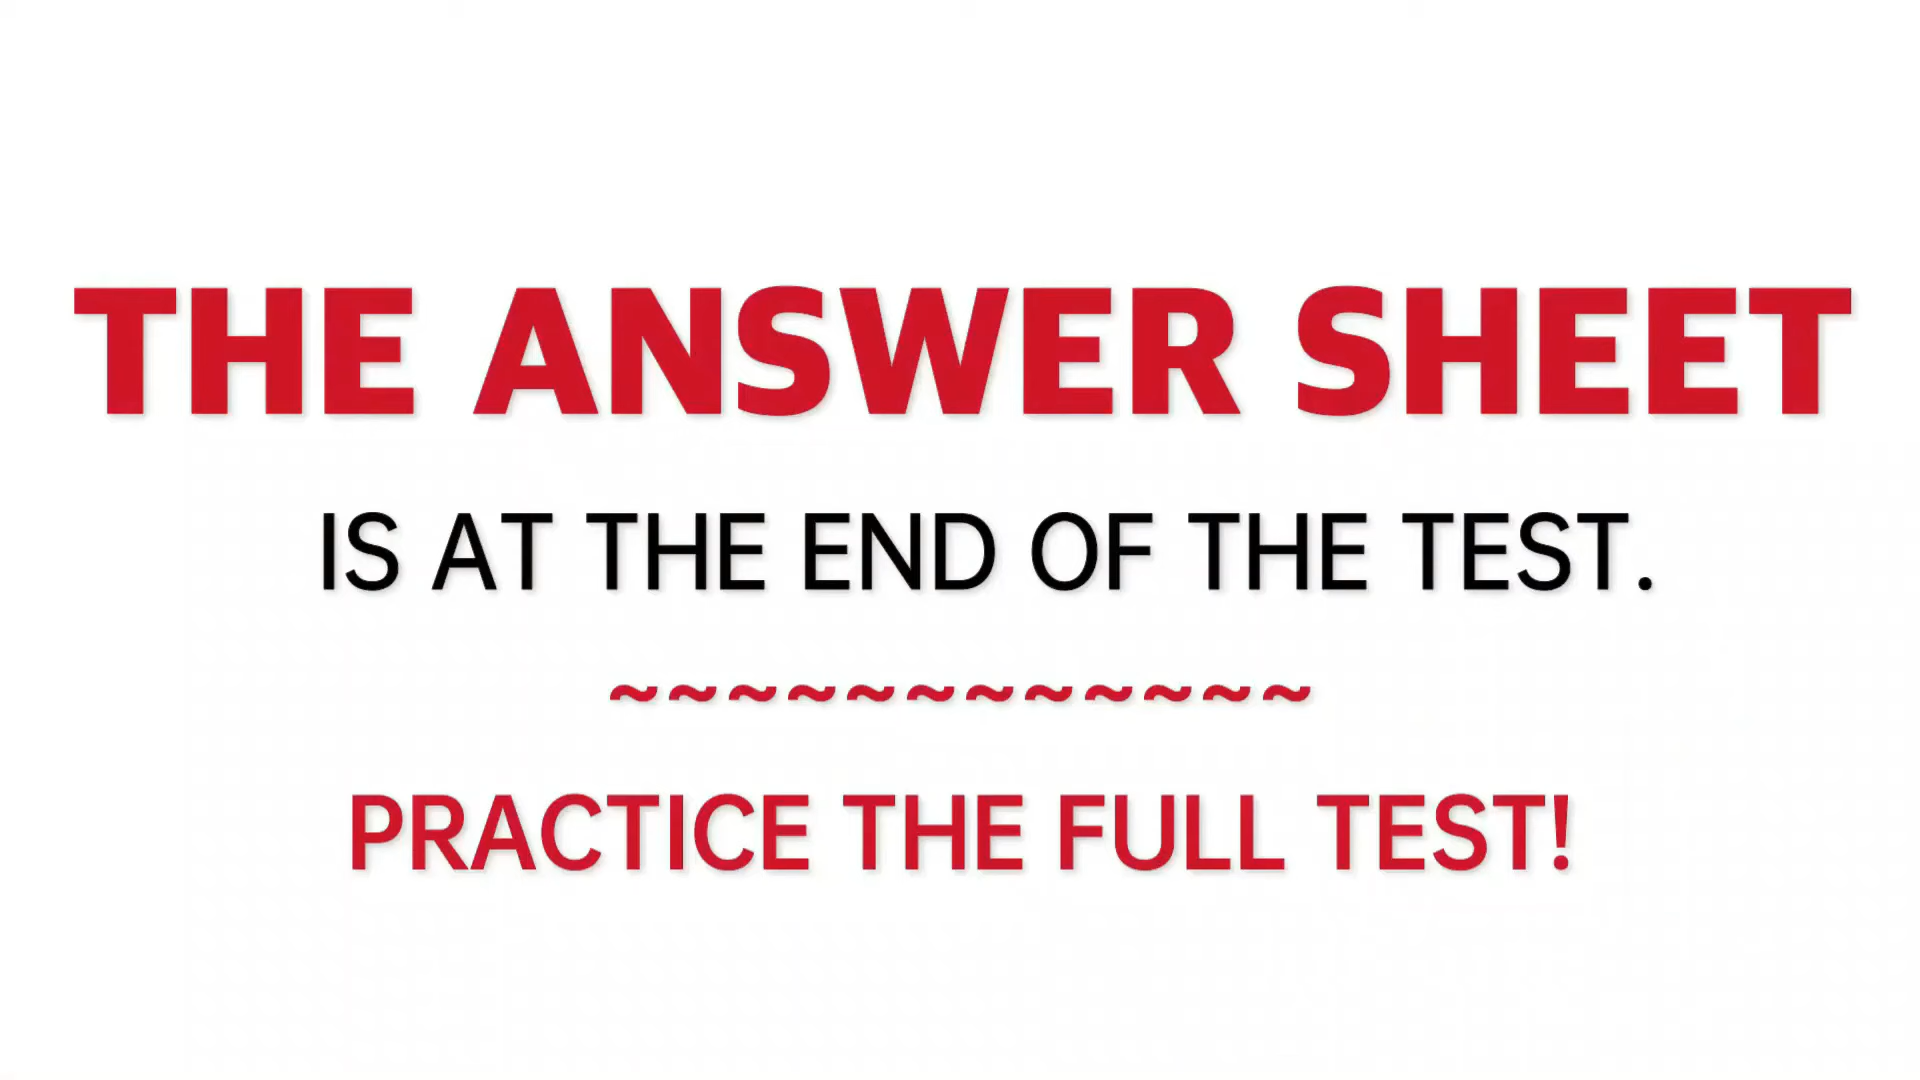 THE ANSWER SHEET
IS AT THE END OF THE TEST.
~~~~~~~~~~~~
PRACTICE THE FULL TEST!